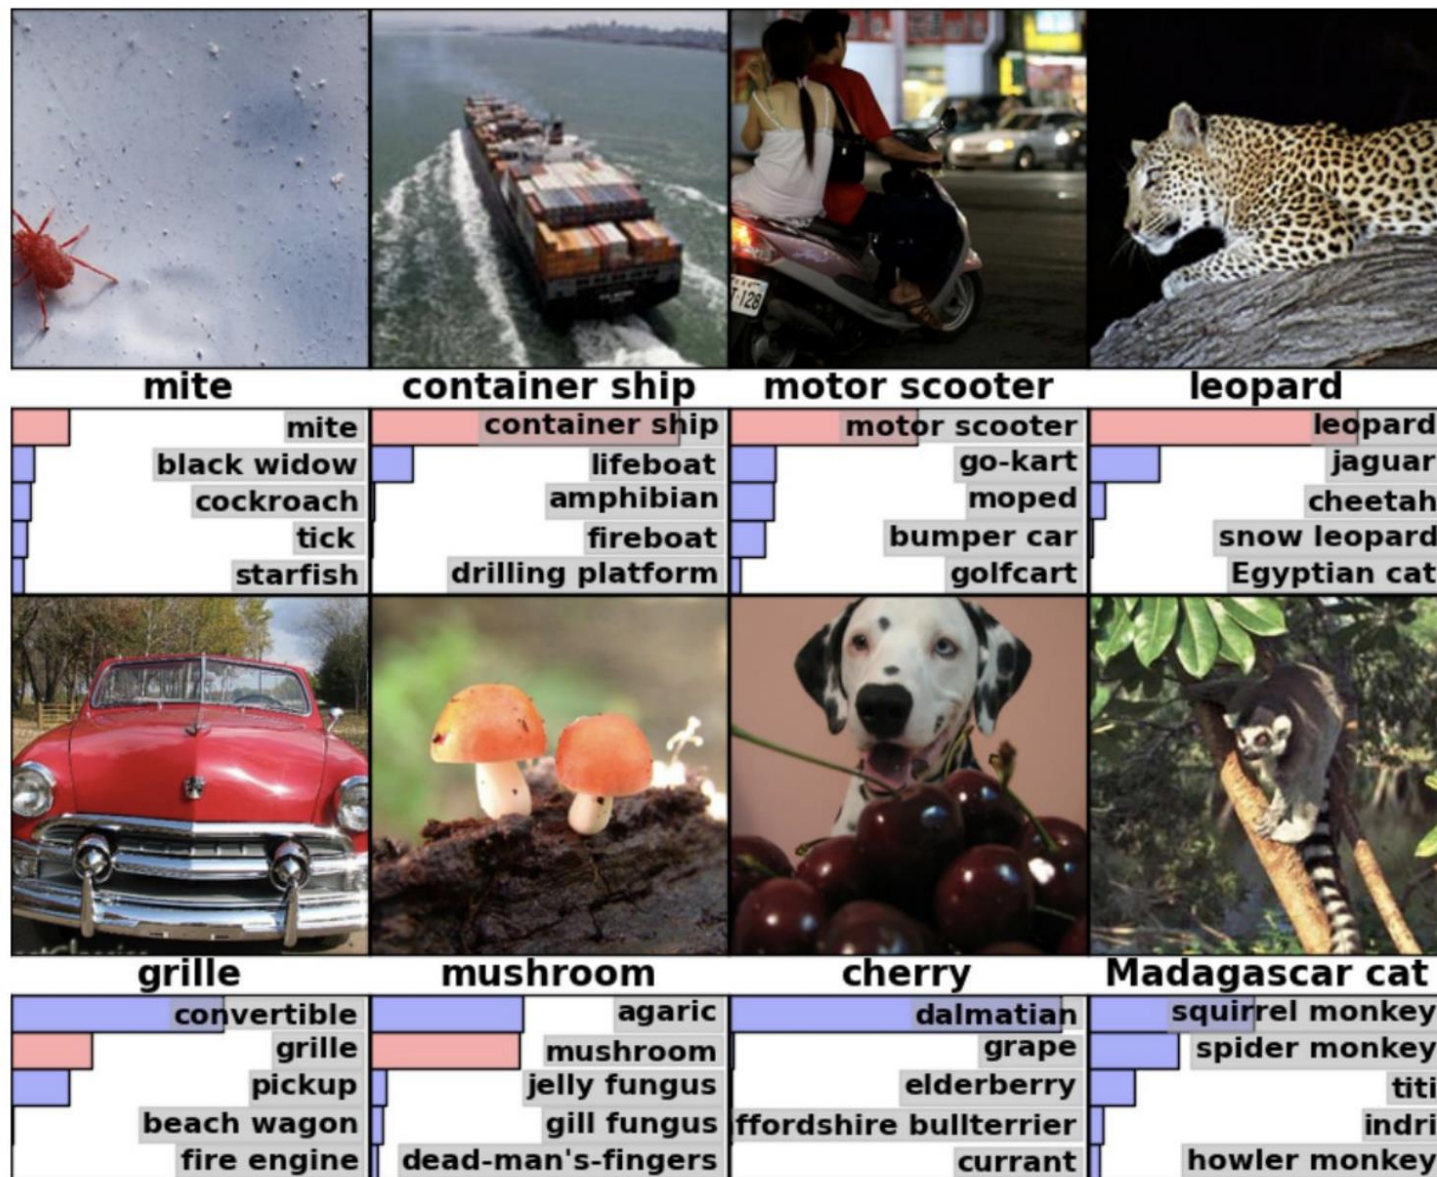 T·128
mite
container ship
motor scooter
leopard
mite
black widow
cockroach
tick
starfish
container ship
lifeboat
amphibian
fireboat
drilling platform
motor scooter
go-kart
moped
bumper car
golfcart
leopard
jaguar
cheetah
snow leopard
Egyptian cat
grille
mushroom
cherry
Madagascar cat
convertible
grille
pickup
beach wagon
fire engine
agaric
mushroom
jelly fungus
gill fungus
dead-man's-fingers
dalmatian
grape
elderberry
ffordshire bullterrier
currant
squirrel monkey
spider monkey
titi
indri
howler monkey